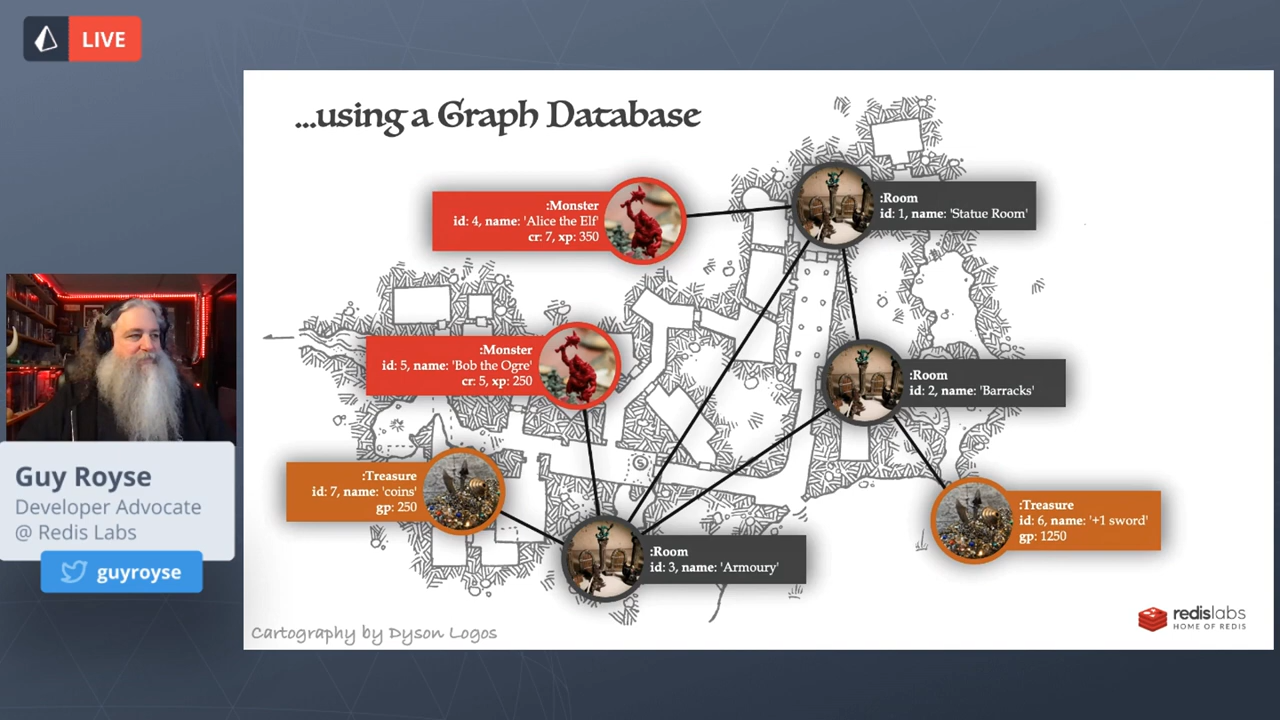 LIVE
...using a Graph Database
:Monster
id: 4, name: 'Alice the Elf'
cr: 7, xp: 350
:Room
id: 1, name: 'Statue Room'
:Monster
id: 5, name: 'Bob the Ogre'
cr: 5, xp: 250
:Room
id: 2, name: 'Barracks'
:Treasure
id: 7, name: 'coins'
gp: 250
:Treasure
id: 6, name: '+1 sword'
gp: 1250
:Room
id: 3, name: 'Armoury'
Guy Royse
Developer Advocate
@ Redis Labs
guyroyse
Cartography by Dyson Logos
redislabs
HOME OF REDIS